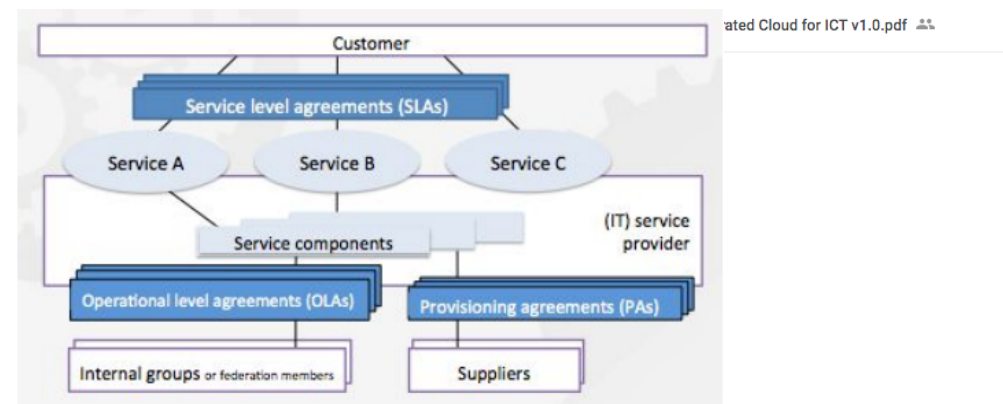 rated Cloud for ICT v1.0.pdf
Customer
Service level agreements (SLAs)
Service A
Service B
Service C
(IT) service
provider
Service components
Operational level agreements (OLAs)
Provisioning agreements (PAs)
Internal groups or federation members
Suppliers